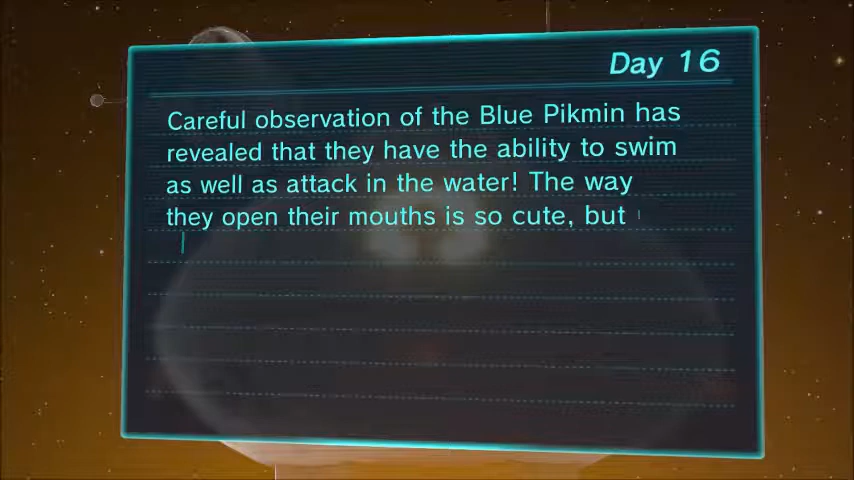 Day 16
Careful observation of the Blue Pikmin has
revealed that they have the ability to swim
as well as attack in the water! The way
they open their mouths is so cute, but